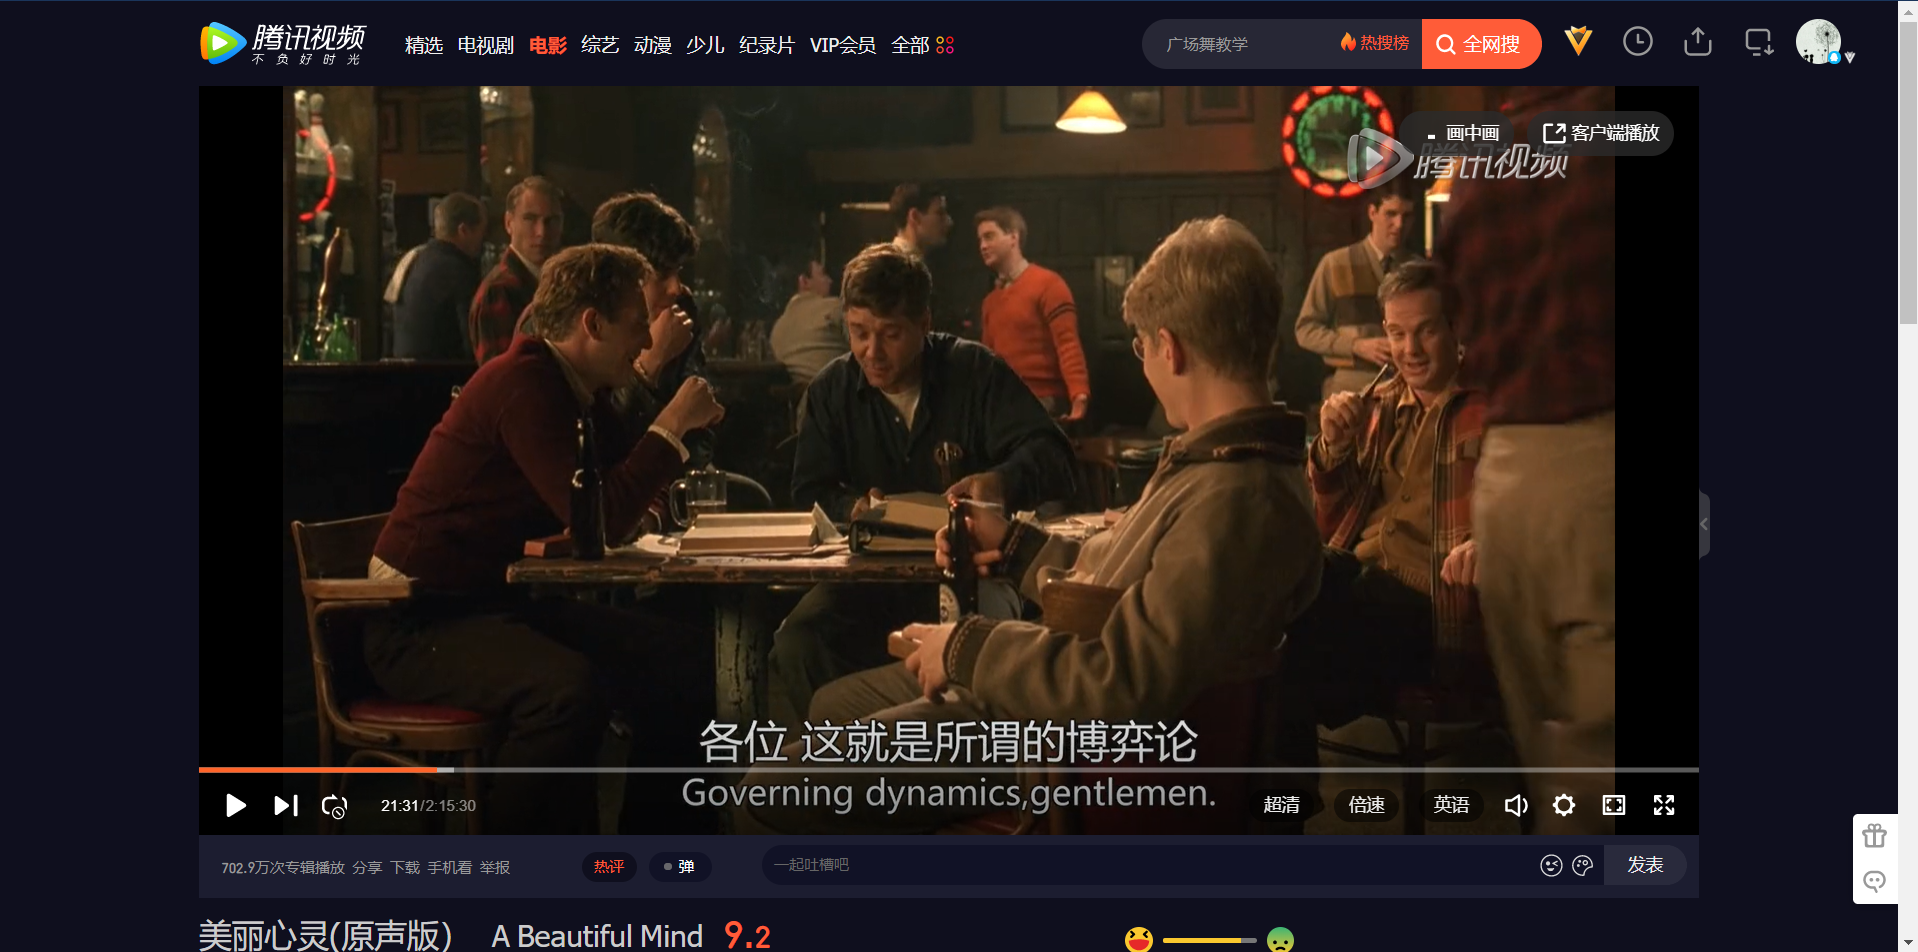 腾讯视频
不负好时光
精选 电视剧 电影 综艺 动漫 少儿 纪录片 VIP会员 全部
广场舞教学 热搜榜 全网搜
画中画 客户端播放
腾讯视频
各位 这就是所谓的博弈论
Governing dynamics,gentlemen.
21:31/2:15:30 超清 倍速 英语
702.9万次专辑播放 分享 下载 手机看 举报 热评 弹 一起吐槽吧 发表
美丽心灵(原声版) A Beautiful Mind 9.2